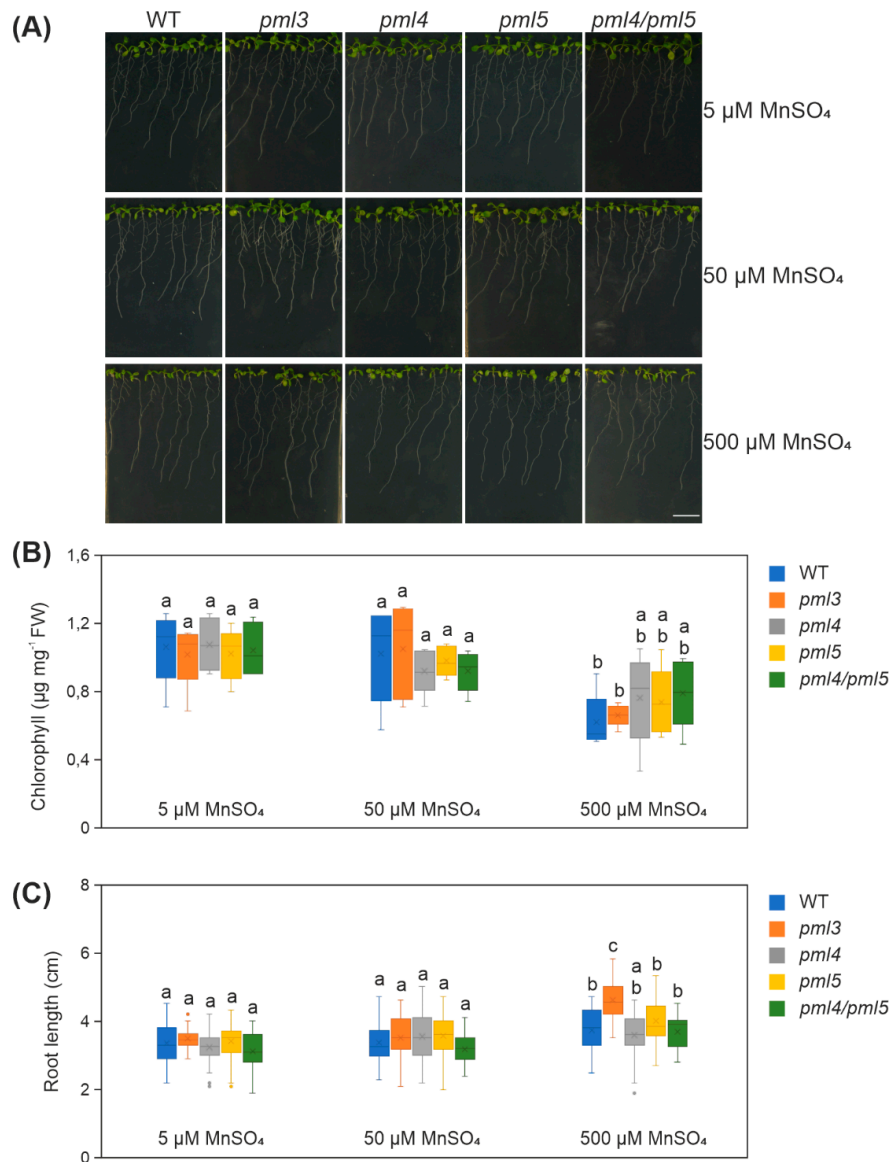 (A)
WT pml3 pml4 pml5 pml4/pml5
5 µM MnSO₄
50 µM MnSO₄
500 µM MnSO₄
(B)
Chlorophyll (µg mg⁻¹ FW)
1,6
1,2
0,8
0,4
0
a a a a a
a a a a a
b b a b a b a b
5 µM MnSO₄ 50 µM MnSO₄ 500 µM MnSO₄
WT
pml3
pml4
pml5
pml4/pml5
(C)
Root length (cm)
8
6
4
2
0
a a a a a
a a a a a
b c a b b b
5 µM MnSO₄ 50 µM MnSO₄ 500 µM MnSO₄
WT
pml3
pml4
pml5
pml4/pml5